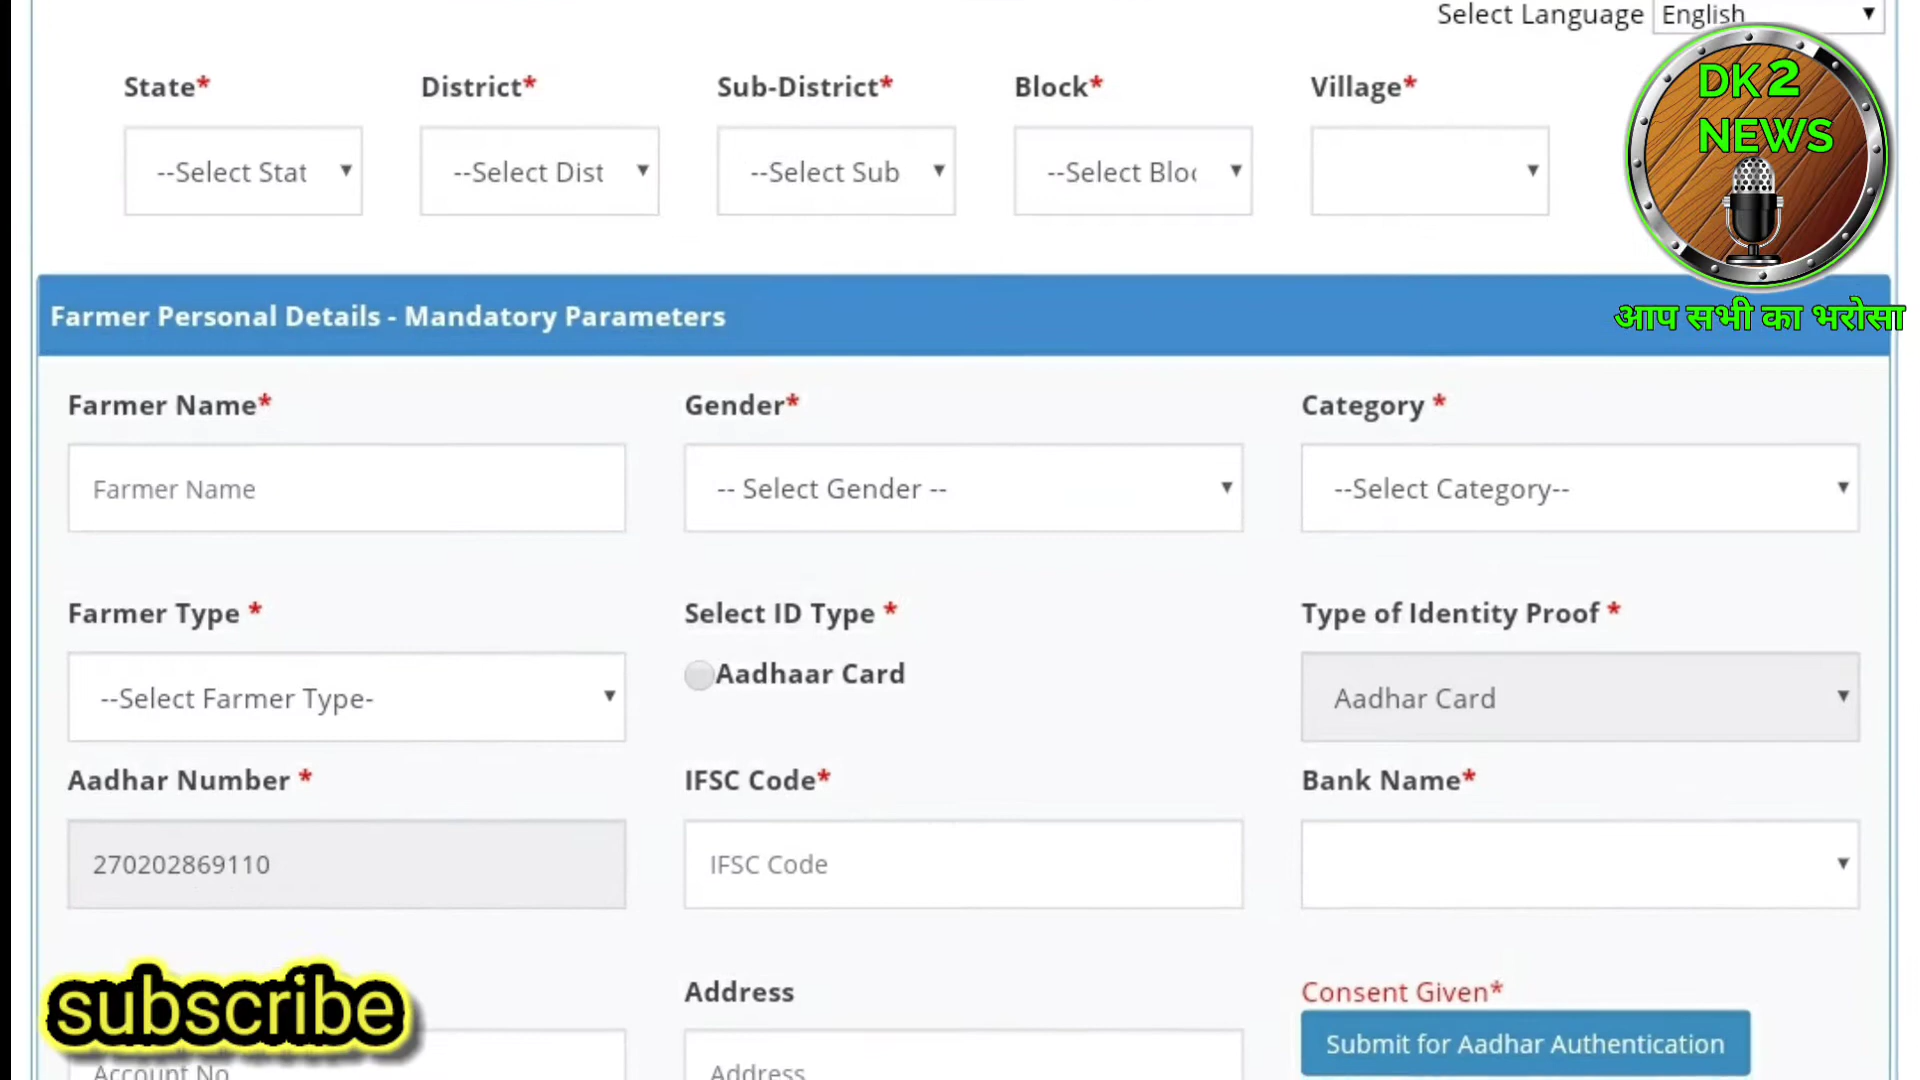 Select Language English
State* District* Sub-District* Block* Village*
--Select Stat --Select Dist --Select Sub --Select Bloc
DK2
NEWS
आप सभी का भरोसा
Farmer Personal Details - Mandatory Parameters
Farmer Name* Gender* Category *
Farmer Name -- Select Gender -- --Select Category--
Farmer Type * Select ID Type * Type of Identity Proof *
--Select Farmer Type- Aadhaar Card Aadhar Card
Aadhar Number * IFSC Code* Bank Name*
270202869110 IFSC Code
subscribe Address Consent Given*
Submit for Aadhar Authentication
Account No Address